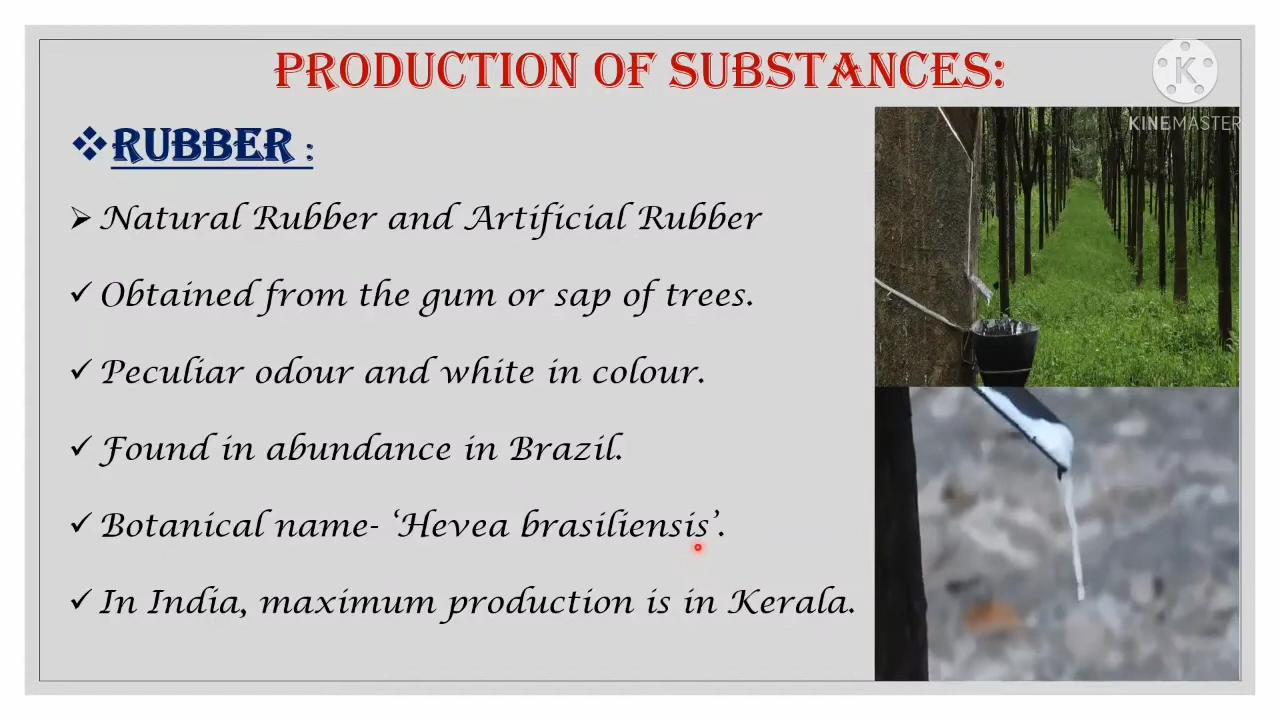 PRODUCTION OF SUBSTANCES:
K
KINEMASTER
❖RUBBER :
➢ Natural Rubber and Artificial Rubber
✓ Obtained from the gum or sap of trees.
✓ Peculiar odour and white in colour.
✓ Found in abundance in Brazil.
✓ Botanical name- ‘Hevea brasiliensis’.
✓ In India, maximum production is in Kerala.